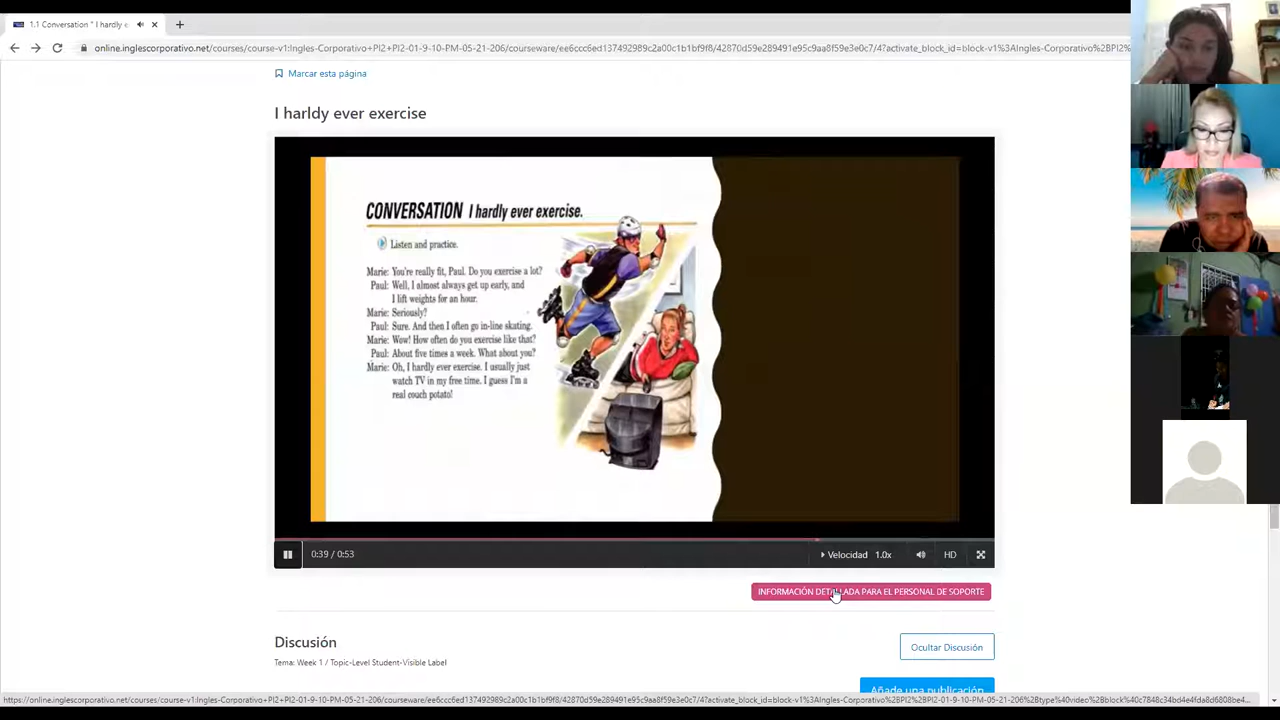 1.1 Conversation " I hardly e
online.inglescorporativo.net/courses/course-v1:Ingles-Corporativo+PI2+PI2-01-9-10-PM-05-21-206/courseware/ee6ccc6ed137492989c2a00c1b1bf9f8/42870d59e289491e95c9aa8f59e3e0c7/4?activate_block_id=block-v1%3AIngles-Corporativo%2BPI2%
Marcar esta página
I harldy ever exercise
CONVERSATION I hardly ever exercise.
Listen and practice.
Marie: You're really fit, Paul. Do you exercise a lot?
Paul: Well, I almost always get up early, and
I lift weights for an hour.
Marie: Seriously?
Paul: Sure. And then I often go in-line skating.
Marie: Wow! How often do you exercise like that?
Paul: About five times a week. What about you?
Marie: Oh, I hardly ever exercise. I usually just
watch TV in my free time. I guess I'm a
real couch potato!
0:39 / 0:53
Velocidad 1.0x
HD
INFORMACIÓN DETALLADA PARA EL PERSONAL DE SOPORTE
Discusión
Ocultar Discusión
Tema: Week 1 / Topic-Level Student-Visible Label
Añade una publicación